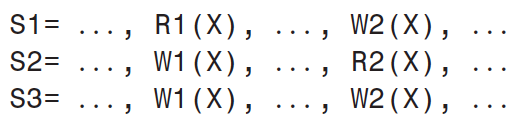 S1= ..., R1(X), ..., W2(X), ...
S2= ..., W1(X), ..., R2(X), ...
S3= ..., W1(X), ..., W2(X), ...